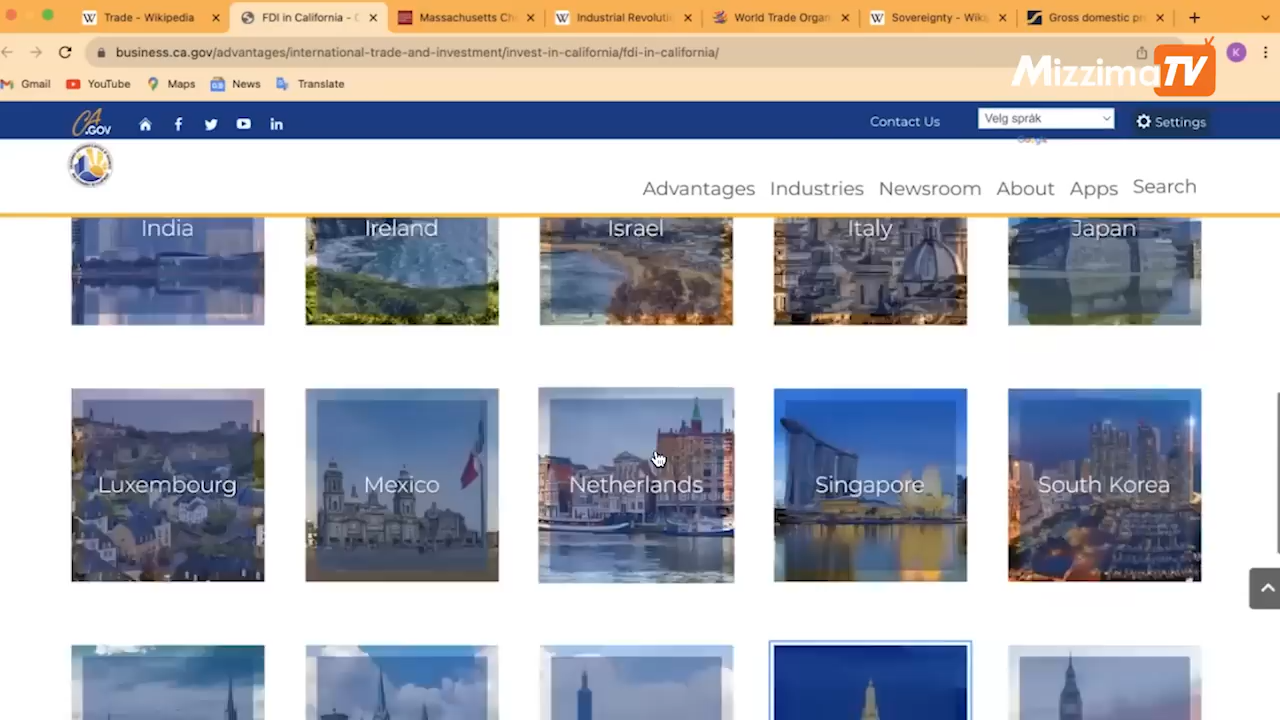 Trade - Wikipedia
FDI in California -
Massachusetts Ch
Industrial Revoluti
World Trade Organ
Sovereignty - Wiki
Gross domestic pr
business.ca.gov/advantages/international-trade-and-investment/invest-in-california/fdi-in-california/
K
MizzimaTV
Gmail
YouTube
Maps
News
Translate
CA.GOV
Contact Us
Velg språk
Settings
Google
Advantages
Industries
Newsroom
About
Apps
Search
India
Ireland
Israel
Italy
Japan
Luxembourg
Mexico
Netherlands
Singapore
South Korea